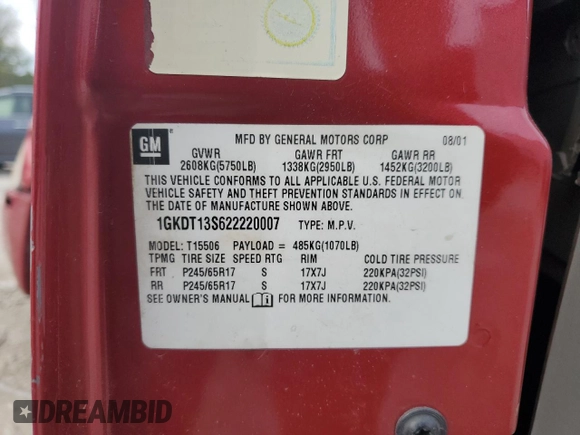 GM
MFD BY GENERAL MOTORS CORP 08/01
GVWR GAWR FRT GAWR RR
2608KG(5750LB) 1338KG(2950LB) 1452KG(3200LB)
THIS VEHICLE CONFORMS TO ALL APPLICABLE U.S. FEDERAL MOTOR
VEHICLE SAFETY AND THEFT PREVENTION STANDARDS IN EFFECT ON
THE DATE OF MANUFACTURE SHOWN ABOVE.
1GKDT13S622220007 TYPE: M.P.V.
MODEL: T15506 PAYLOAD = 485KG(1070LB)
TPMG TIRE SIZE SPEED RTG RIM COLD TIRE PRESSURE
FRT P245/65R17 S 17X7J 220KPA(32PSI)
RR P245/65R17 S 17X7J 220KPA(32PSI)
SEE OWNER'S MANUAL FOR MORE INFORMATION.
DREAMBID